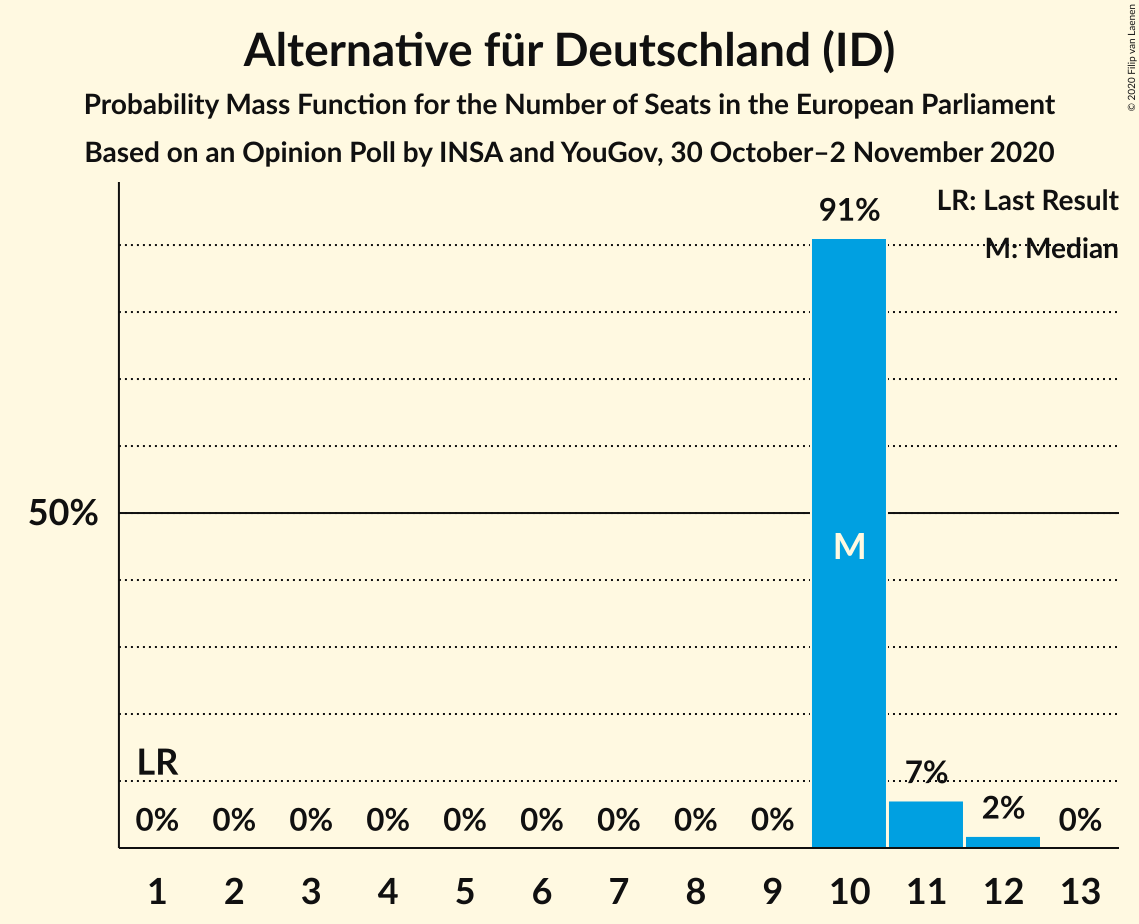 Alternative für Deutschland (ID)
Probability Mass Function for the Number of Seats in the European Parliament
Based on an Opinion Poll by INSA and YouGov, 30 October–2 November 2020
© 2020 Filip van Laenen
LR: Last Result
M: Median
91%
50%
M
LR
7%
2%
0% 0% 0% 0% 0% 0% 0% 0% 0% 0%
1 2 3 4 5 6 7 8 9 10 11 12 13